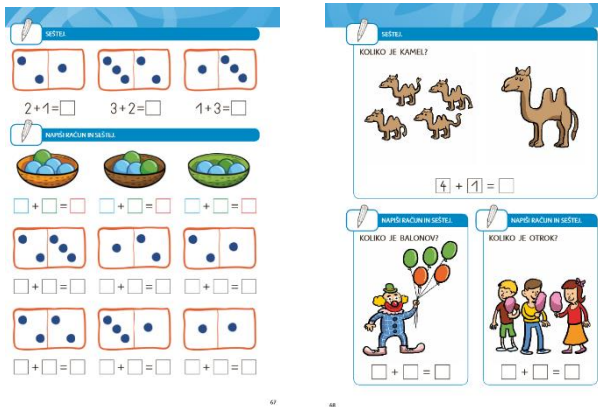 SEŠTEJ.
2+1=
3+2=
1+3=
NAPIŠI RAČUN IN SEŠTEJ.
+ =
+ =
+ =
+ =
+ =
+ =
+ =
+ =
+ =
67
SEŠTEJ.
KOLIKO JE KAMEL?
4 + 1 =
NAPIŠI RAČUN IN SEŠTEJ.
KOLIKO JE BALONOV?
+ =
NAPIŠI RAČUN IN SEŠTEJ.
KOLIKO JE OTROK?
+ =
68